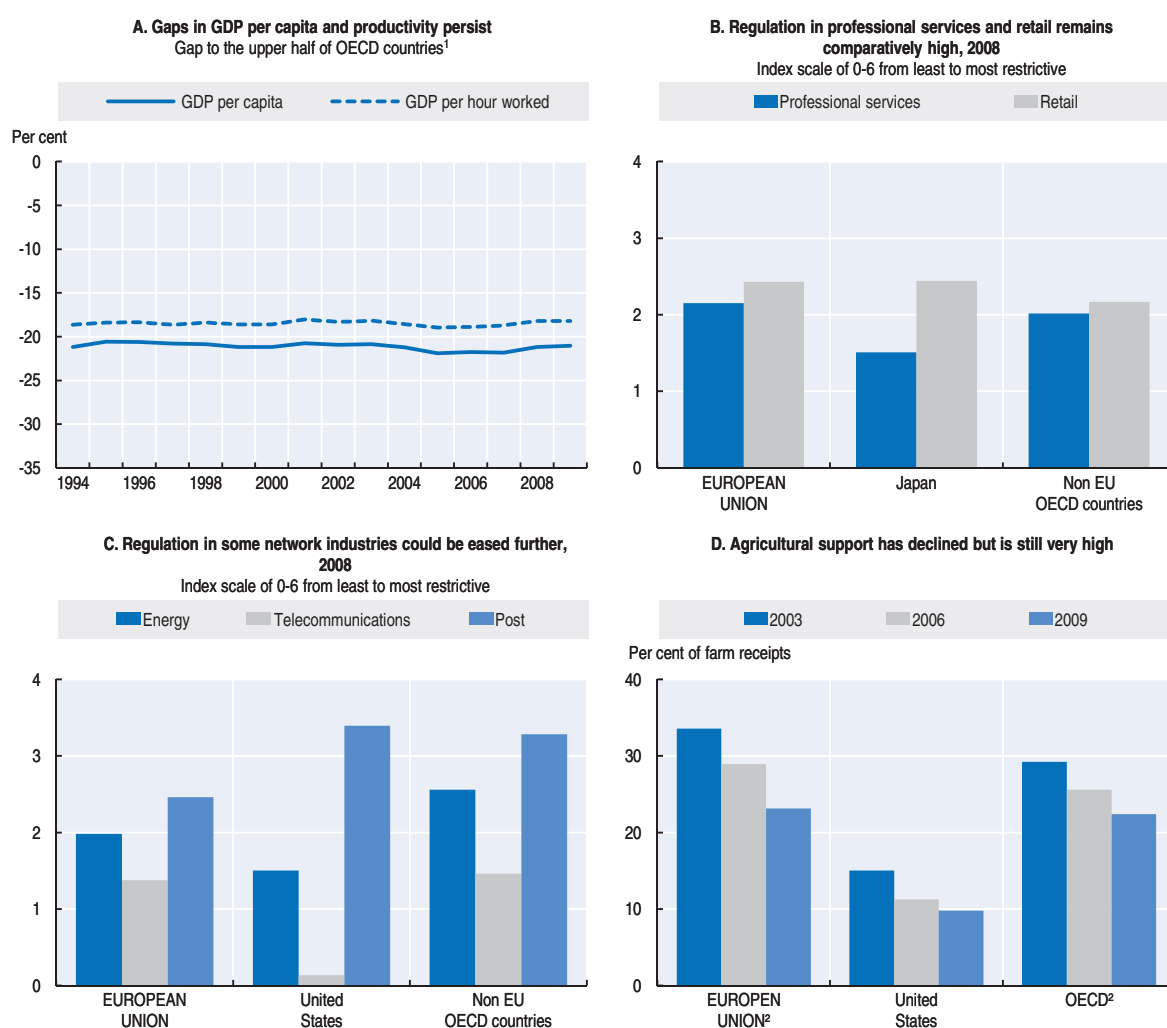 A. Gaps in GDP per capita and productivity persist
Gap to the upper half of OECD countries¹
GDP per capita
GDP per hour worked
Per cent
0
-5
-10
-15
-20
-25
-30
-35
1994 1996 1998 2000 2002 2004 2006 2008
B. Regulation in professional services and retail remains
comparatively high, 2008
Index scale of 0-6 from least to most restrictive
Professional services
Retail
4
3
2
1
0
EUROPEAN
UNION
Japan
Non EU
OECD countries
C. Regulation in some network industries could be eased further,
2008
Index scale of 0-6 from least to most restrictive
Energy
Telecommunications
Post
4
3
2
1
0
EUROPEAN
UNION
United
States
Non EU
OECD countries
D. Agricultural support has declined but is still very high
2003
2006
2009
Per cent of farm receipts
40
30
20
10
0
EUROPEN
UNION²
United
States
OECD²